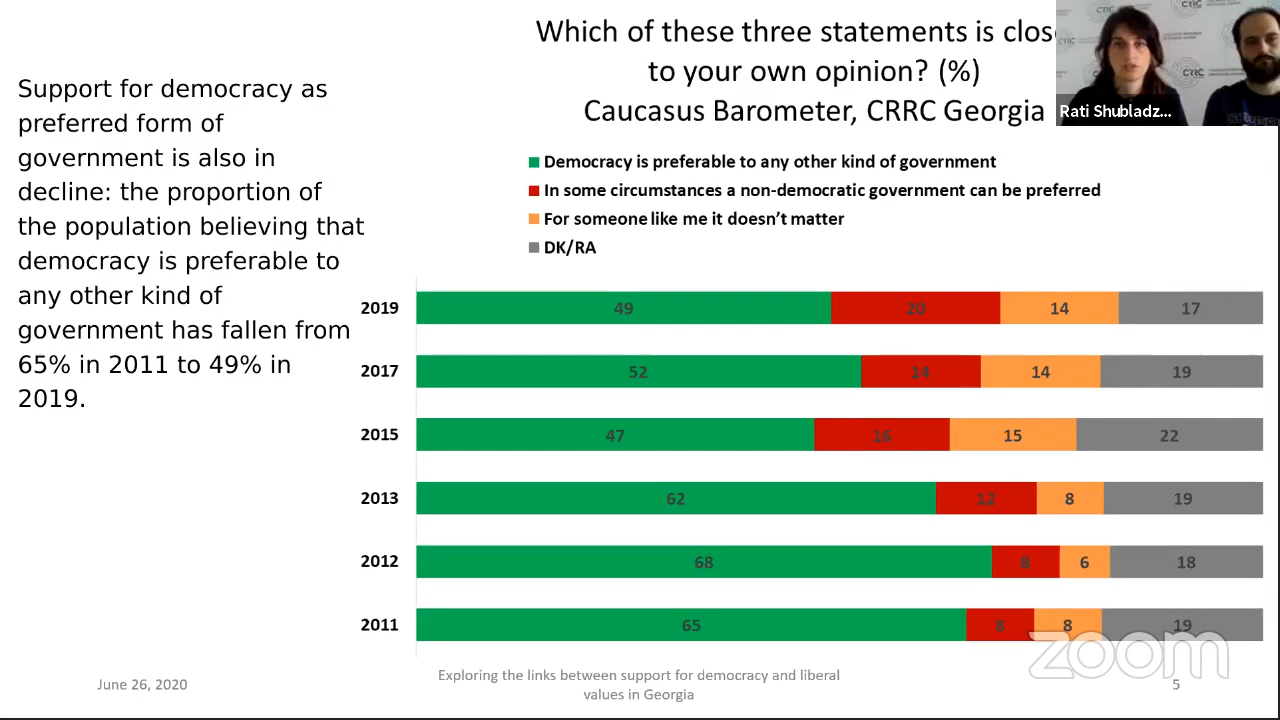 Which of these three statements is clos
to your own opinion? (%)
Caucasus Barometer, CRRC Georgia
Rati Shubladz...
CRRC
Support for democracy as
preferred form of
government is also in
decline: the proportion of
the population believing that
democracy is preferable to
any other kind of
government has fallen from
65% in 2011 to 49% in
2019.
Democracy is preferable to any other kind of government
In some circumstances a non-democratic government can be preferred
For someone like me it doesn't matter
DK/RA
2019 49 20 14 17
2017 52 14 14 19
2015 47 16 15 22
2013 62 12 8 19
2012 68 8 6 18
2011 65 8 8 19
zoom
June 26, 2020
Exploring the links between support for democracy and liberal
values in Georgia
5